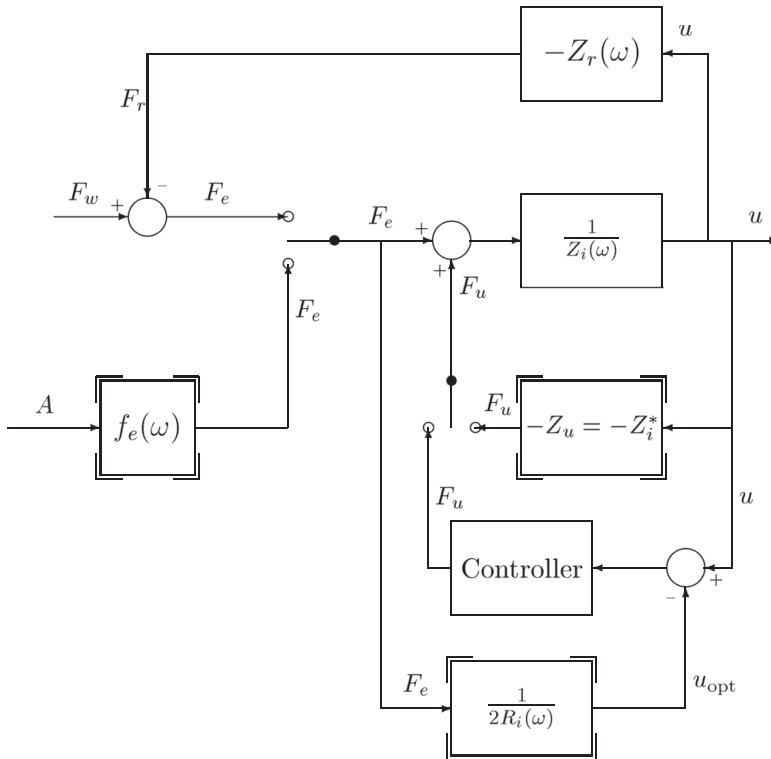 −Z_r(ω)
u
F_r
F_w
+
−
F_e
F_e
+
+
F_u
1/Z_i(ω)
u
F_e
A
f_e(ω)
F_u
−Z_u = −Z_i^*
F_u
u
Controller
+
−
F_e
1/2R_i(ω)
u_opt